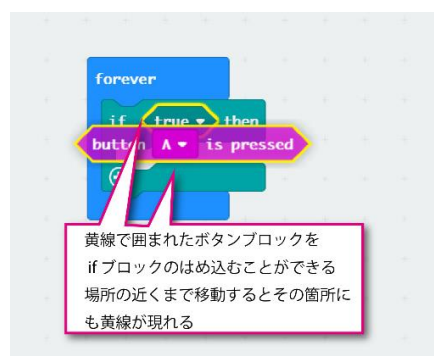 forever
if true then
button A is pressed
黄線で囲まれたボタンブロックを
if ブロックのはめ込むことができる
場所の近くまで移動するとその箇所に
も黄線が現れる